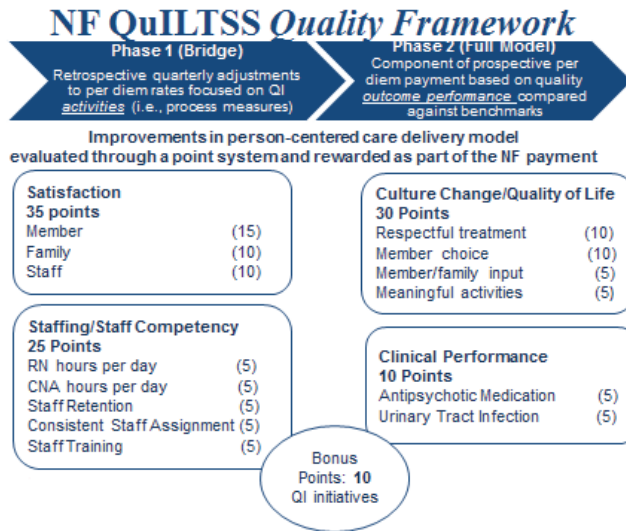 NF QuILTSS Quality Framework
Phase 1 (Bridge)
Retrospective quarterly adjustments
to per diem rates focused on QI
activities (i.e., process measures)
Phase 2 (Full Model)
Component of prospective per
diem payment based on quality
outcome performance compared
against benchmarks
Improvements in person-centered care delivery model
evaluated through a point system and rewarded as part of the NF payment
Satisfaction
35 points
Member (15)
Family (10)
Staff (10)
Culture Change/Quality of Life
30 Points
Respectful treatment (10)
Member choice (10)
Member/family input (5)
Meaningful activities (5)
Staffing/Staff Competency
25 Points
RN hours per day (5)
CNA hours per day (5)
Staff Retention (5)
Consistent Staff Assignment (5)
Staff Training (5)
Clinical Performance
10 Points
Antipsychotic Medication (5)
Urinary Tract Infection (5)
Bonus
Points: 10
QI initiatives